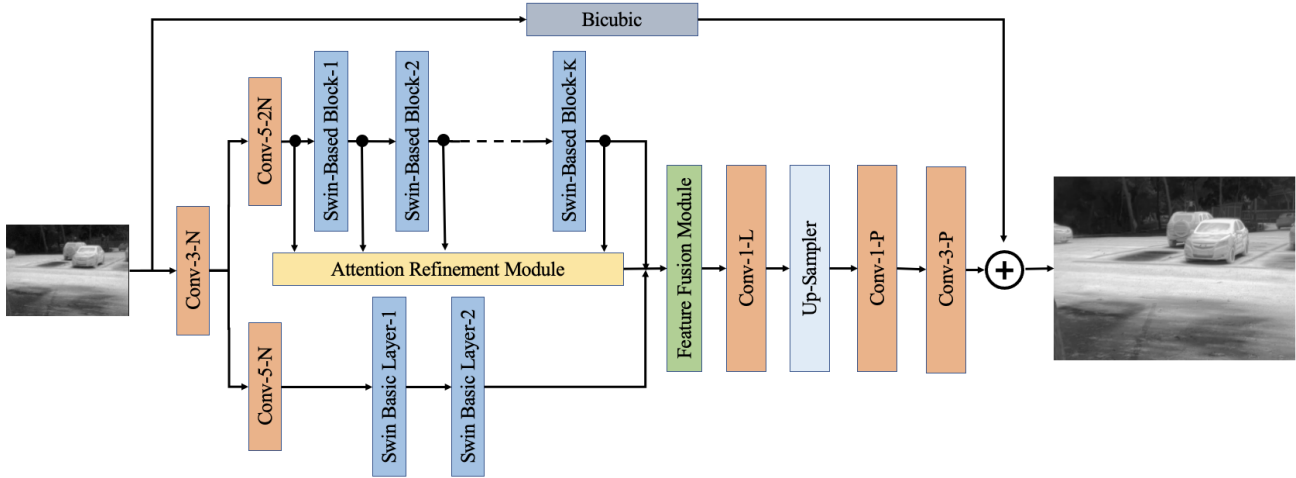 Bicubic
Conv-3-N
Conv-5-2N
Swin-Based Block-1
Swin-Based Block-2
Swin-Based Block-K
Attention Refinement Module
Conv-5-N
Swin Basic Layer-1
Swin Basic Layer-2
Feature Fusion Module
Conv-1-L
Up-Sampler
Conv-1-P
Conv-3-P